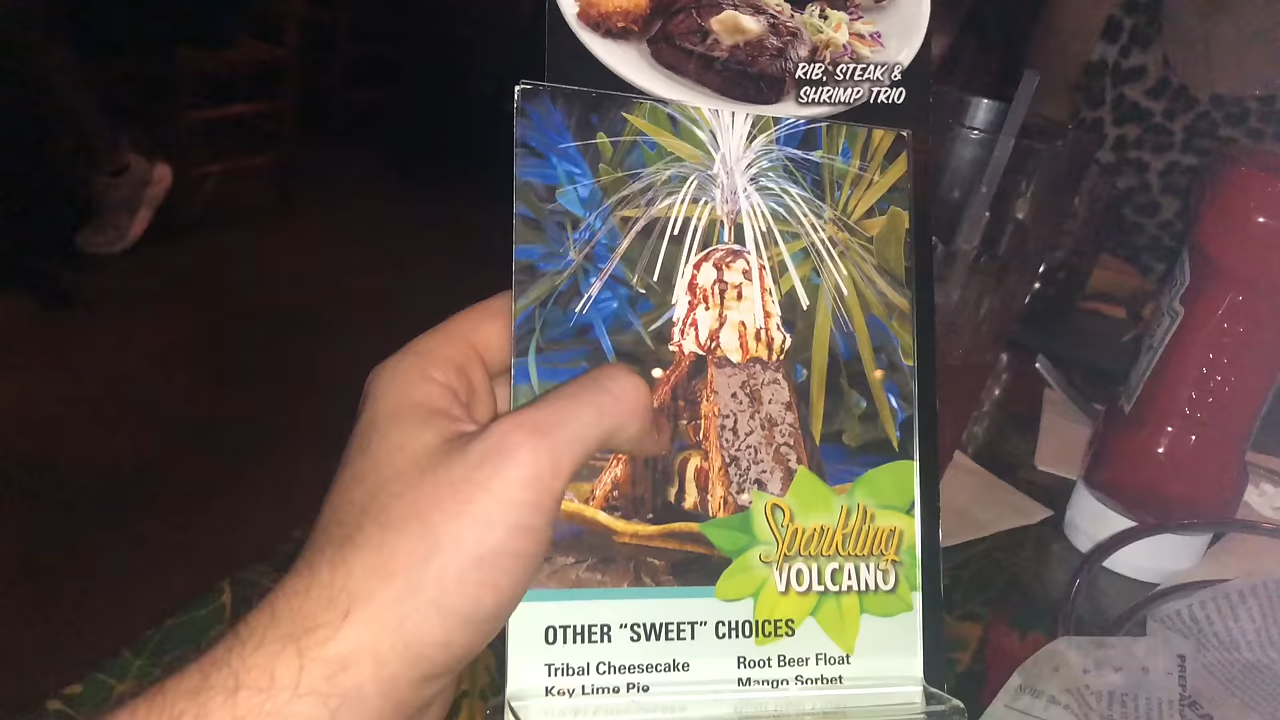 RIB, STEAK &
SHRIMP TRIO
Sparkling
VOLCANO
OTHER “SWEET” CHOICES
Tribal Cheesecake
Key Lime Pie
Root Beer Float
Mango Sorbet